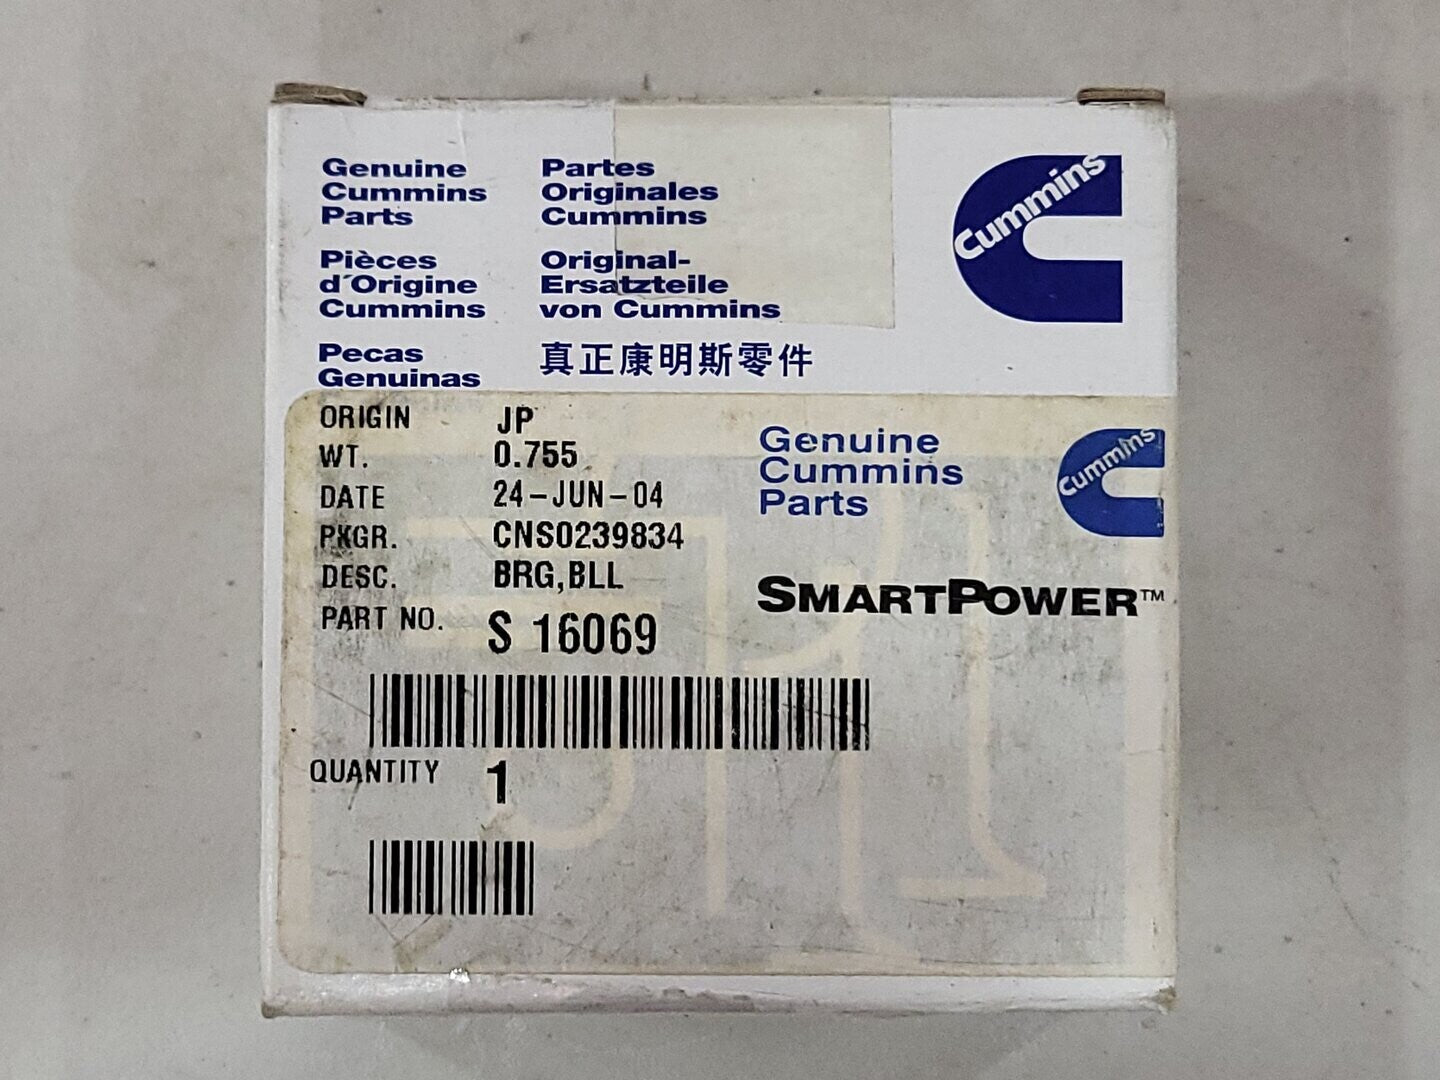 Genuine
Cummins
Parts
Partes
Originales
Cummins
Pièces
d´Origine
Cummins
Original-
Ersatzteile
von Cummins
Pecas
Genuinas
真正康明斯零件
Cummins
ORIGIN JP
WT. 0.755
DATE 24-JUN-04
PKGR. CNS0239834
DESC. BRG,BLL
PART NO. S 16069
QUANTITY 1
Genuine
Cummins
Parts
Cummins
SMARTPOWER™